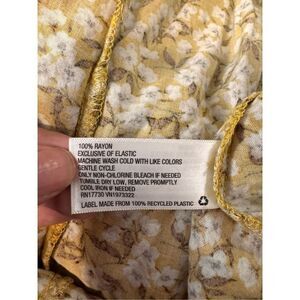 100% RAYON
EXCLUSIVE OF ELASTIC
MACHINE WASH COLD WITH LIKE COLORS
GENTLE CYCLE
ONLY NON-CHLORINE BLEACH IF NEEDED
TUMBLE DRY LOW, REMOVE PROMPTLY
COOL IRON IF NEEDED
RN17730 VN1973322
LABEL MADE FROM 100% RECYCLED PLASTIC